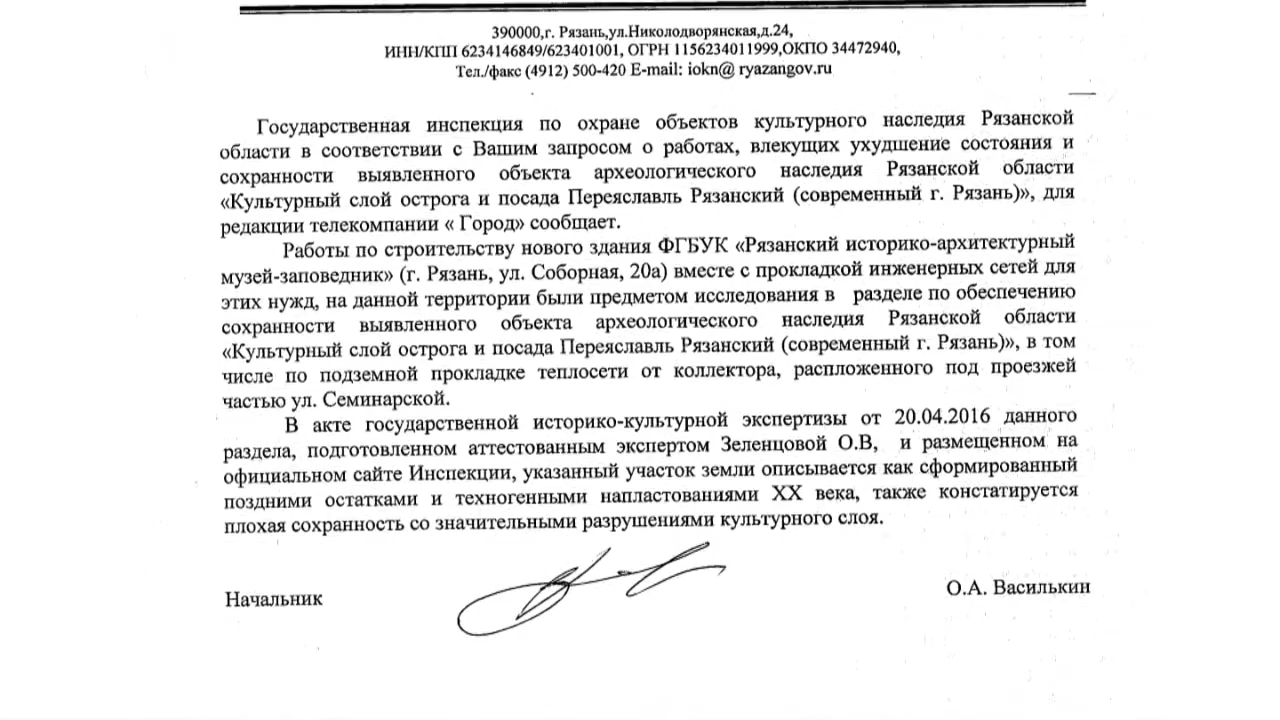 390000,г. Рязань,ул.Николодворянская,д.24,
ИНН/КПП 6234146849/623401001, ОГРН 1156234011999,ОКПО 34472940,
Тел./факс (4912) 500-420 E-mail: iokn@ ryazangov.ru
Государственная инспекция по охране объектов культурного наследия Рязанской
области в соответствии с Вашим запросом о работах, влекущих ухудшение состояния и
сохранности выявленного объекта археологического наследия Рязанской области
«Культурный слой острога и посада Переяславль Рязанский (современный г. Рязань)», для
редакции телекомпании « Город» сообщает.
Работы по строительству нового здания ФГБУК «Рязанский историко-архитектурный
музей-заповедник» (г. Рязань, ул. Соборная, 20а) вместе с прокладкой инженерных сетей для
этих нужд, на данной территории были предметом исследования в разделе по обеспечению
сохранности выявленного объекта археологического наследия Рязанской области
«Культурный слой острога и посада Переяславль Рязанский (современный г. Рязань)», в том
числе по подземной прокладке теплосети от коллектора, распложенного под проезжей
частью ул. Семинарской.
В акте государственной историко-культурной экспертизы от 20.04.2016 данного
раздела, подготовленном аттестованным экспертом Зеленцовой О.В, и размещенном на
официальном сайте Инспекции, указанный участок земли описывается как сформированный
поздними остатками и техногенными напластованиями XX века, также констатируется
плохая сохранность со значительными разрушениями культурного слоя.
Начальник
О.А. Василькин